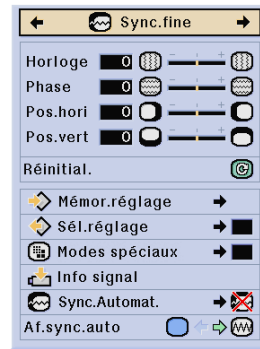 Sync.fine
Horloge 0
Phase 0
Pos.hori 0
Pos.vert 0
Réinitial.
Mémor.réglage
Sél.réglage
Modes spéciaux
Info signal
Sync.Automat.
Af.sync.auto